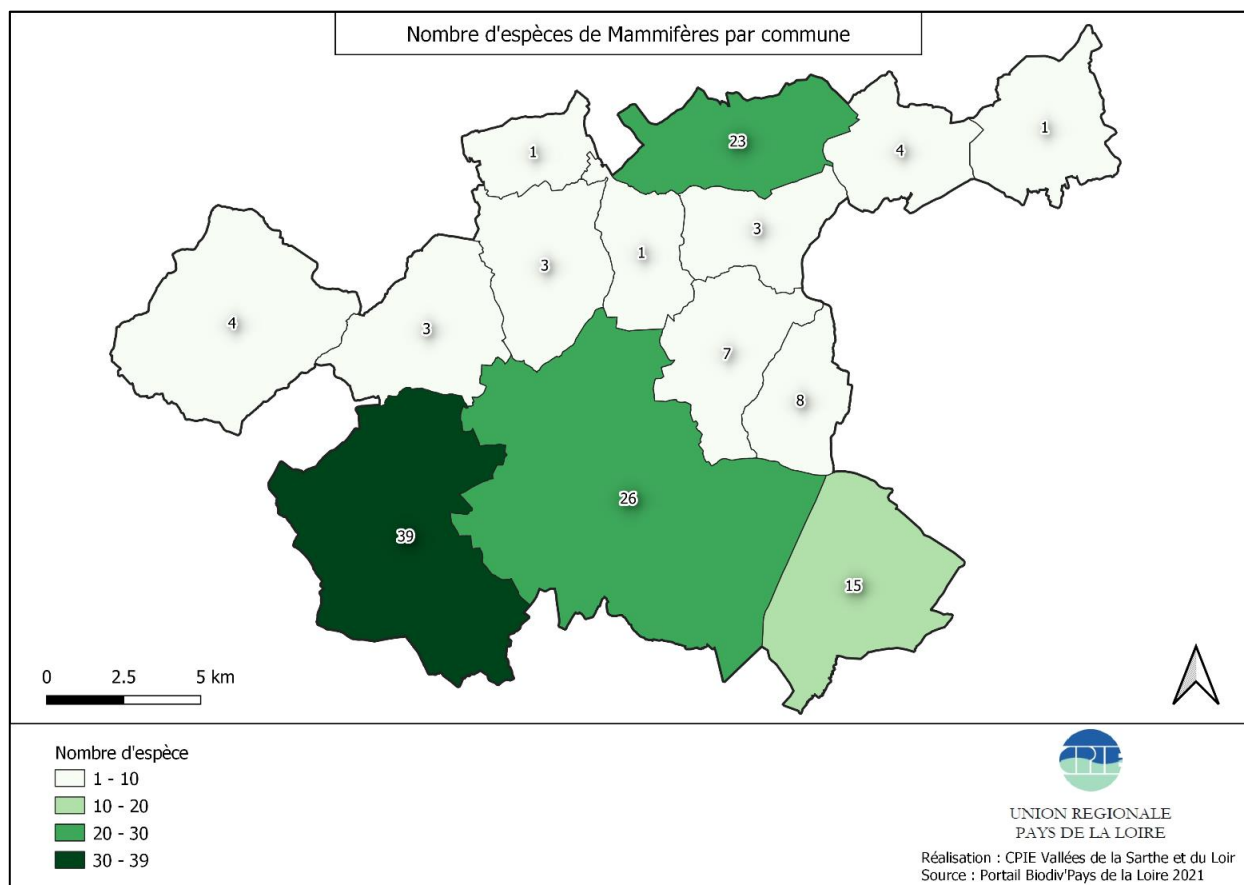 Nombre d'espèces de Mammifères par commune
1
23
4
1
3
1
3
4
3
7
8
26
39
15
0 2.5 5 km
Nombre d'espèce
1 - 10
10 - 20
20 - 30
30 - 39
CPIE
UNION REGIONALE
PAYS DE LA LOIRE
Réalisation : CPIE Vallées de la Sarthe et du Loir
Source : Portail Biodiv'Pays de la Loire 2021